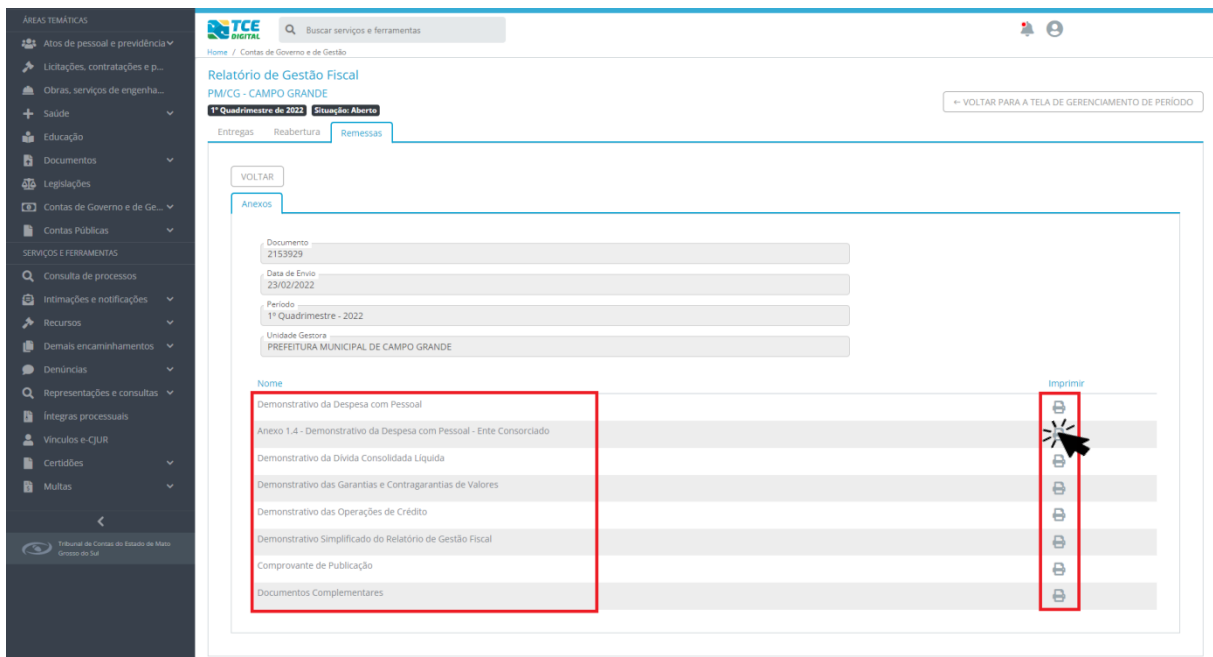 ÁREAS TEMÁTICAS
Atos de pessoal e previdência
Licitações, contratações e p...
Obras, serviços de engenha...
Saúde
Educação
Documentos
Legislações
Contas de Governo e de Ge...
Contas Públicas
SERVIÇOS E FERRAMENTAS
Consulta de processos
Intimações e notificações
Recursos
Demais encaminhamentos
Denúncias
Representações e consultas
Íntegras processuais
Vínculos e-CJUR
Certidões
Multas
Tribunal de Contas do Estado de Mato
Grosso do Sul
TCE
DIGITAL
Buscar serviços e ferramentas
Home / Contas de Governo e de Gestão
Relatório de Gestão Fiscal
PM/CG - CAMPO GRANDE
1º Quadrimestre de 2022 Situação: Aberto
← VOLTAR PARA A TELA DE GERENCIAMENTO DE PERÍODO
Entregas Reabertura Remessas
VOLTAR
Anexos
Documento
2153929
Data de Envio
23/02/2022
Período
1º Quadrimestre - 2022
Unidade Gestora
PREFEITURA MUNICIPAL DE CAMPO GRANDE
Nome Imprimir
Demonstrativo da Despesa com Pessoal
Anexo 1.4 - Demonstrativo da Despesa com Pessoal - Ente Consorciado
Demonstrativo da Dívida Consolidada Líquida
Demonstrativo das Garantias e Contragarantias de Valores
Demonstrativo das Operações de Crédito
Demonstrativo Simplificado do Relatório de Gestão Fiscal
Comprovante de Publicação
Documentos Complementares